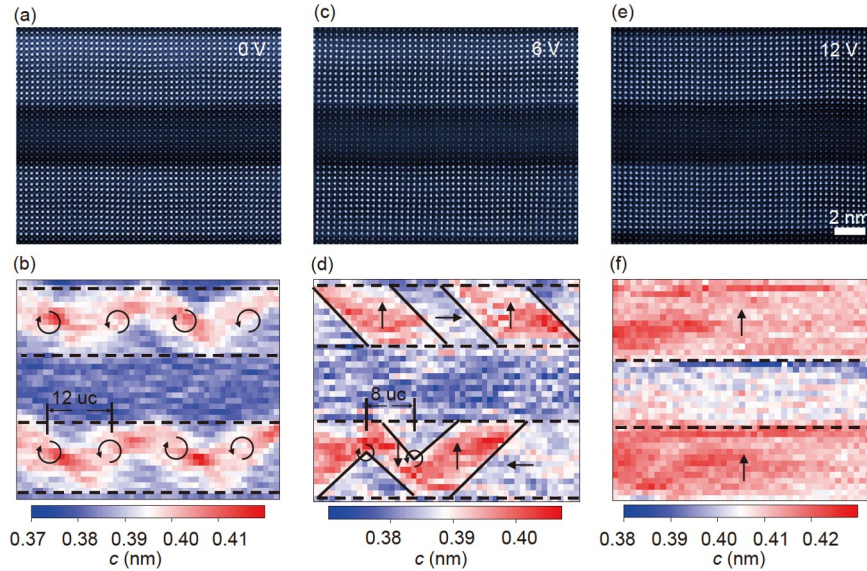 (a)
0 V
(c)
6 V
(e)
12 V
2 nm
(b)
12 uc
(d)
8 uc
(f)
0.37 0.38 0.39 0.40 0.41
c (nm)
0.38 0.39 0.40
c (nm)
0.38 0.39 0.40 0.41 0.42
c (nm)